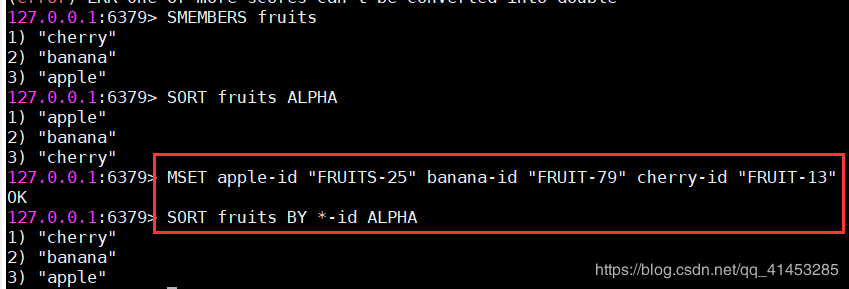 (error) ERR One or more scores can't be converted into double
127.0.0.1:6379> SMEMBERS fruits
1) "cherry"
2) "banana"
3) "apple"
127.0.0.1:6379> SORT fruits ALPHA
1) "apple"
2) "banana"
3) "cherry"
127.0.0.1:6379> MSET apple-id "FRUITS-25" banana-id "FRUIT-79" cherry-id "FRUIT-13"
OK
127.0.0.1:6379> SORT fruits BY *-id ALPHA
1) "cherry"
2) "banana"
3) "apple"
https://blog.csdn.net/qq_41453285